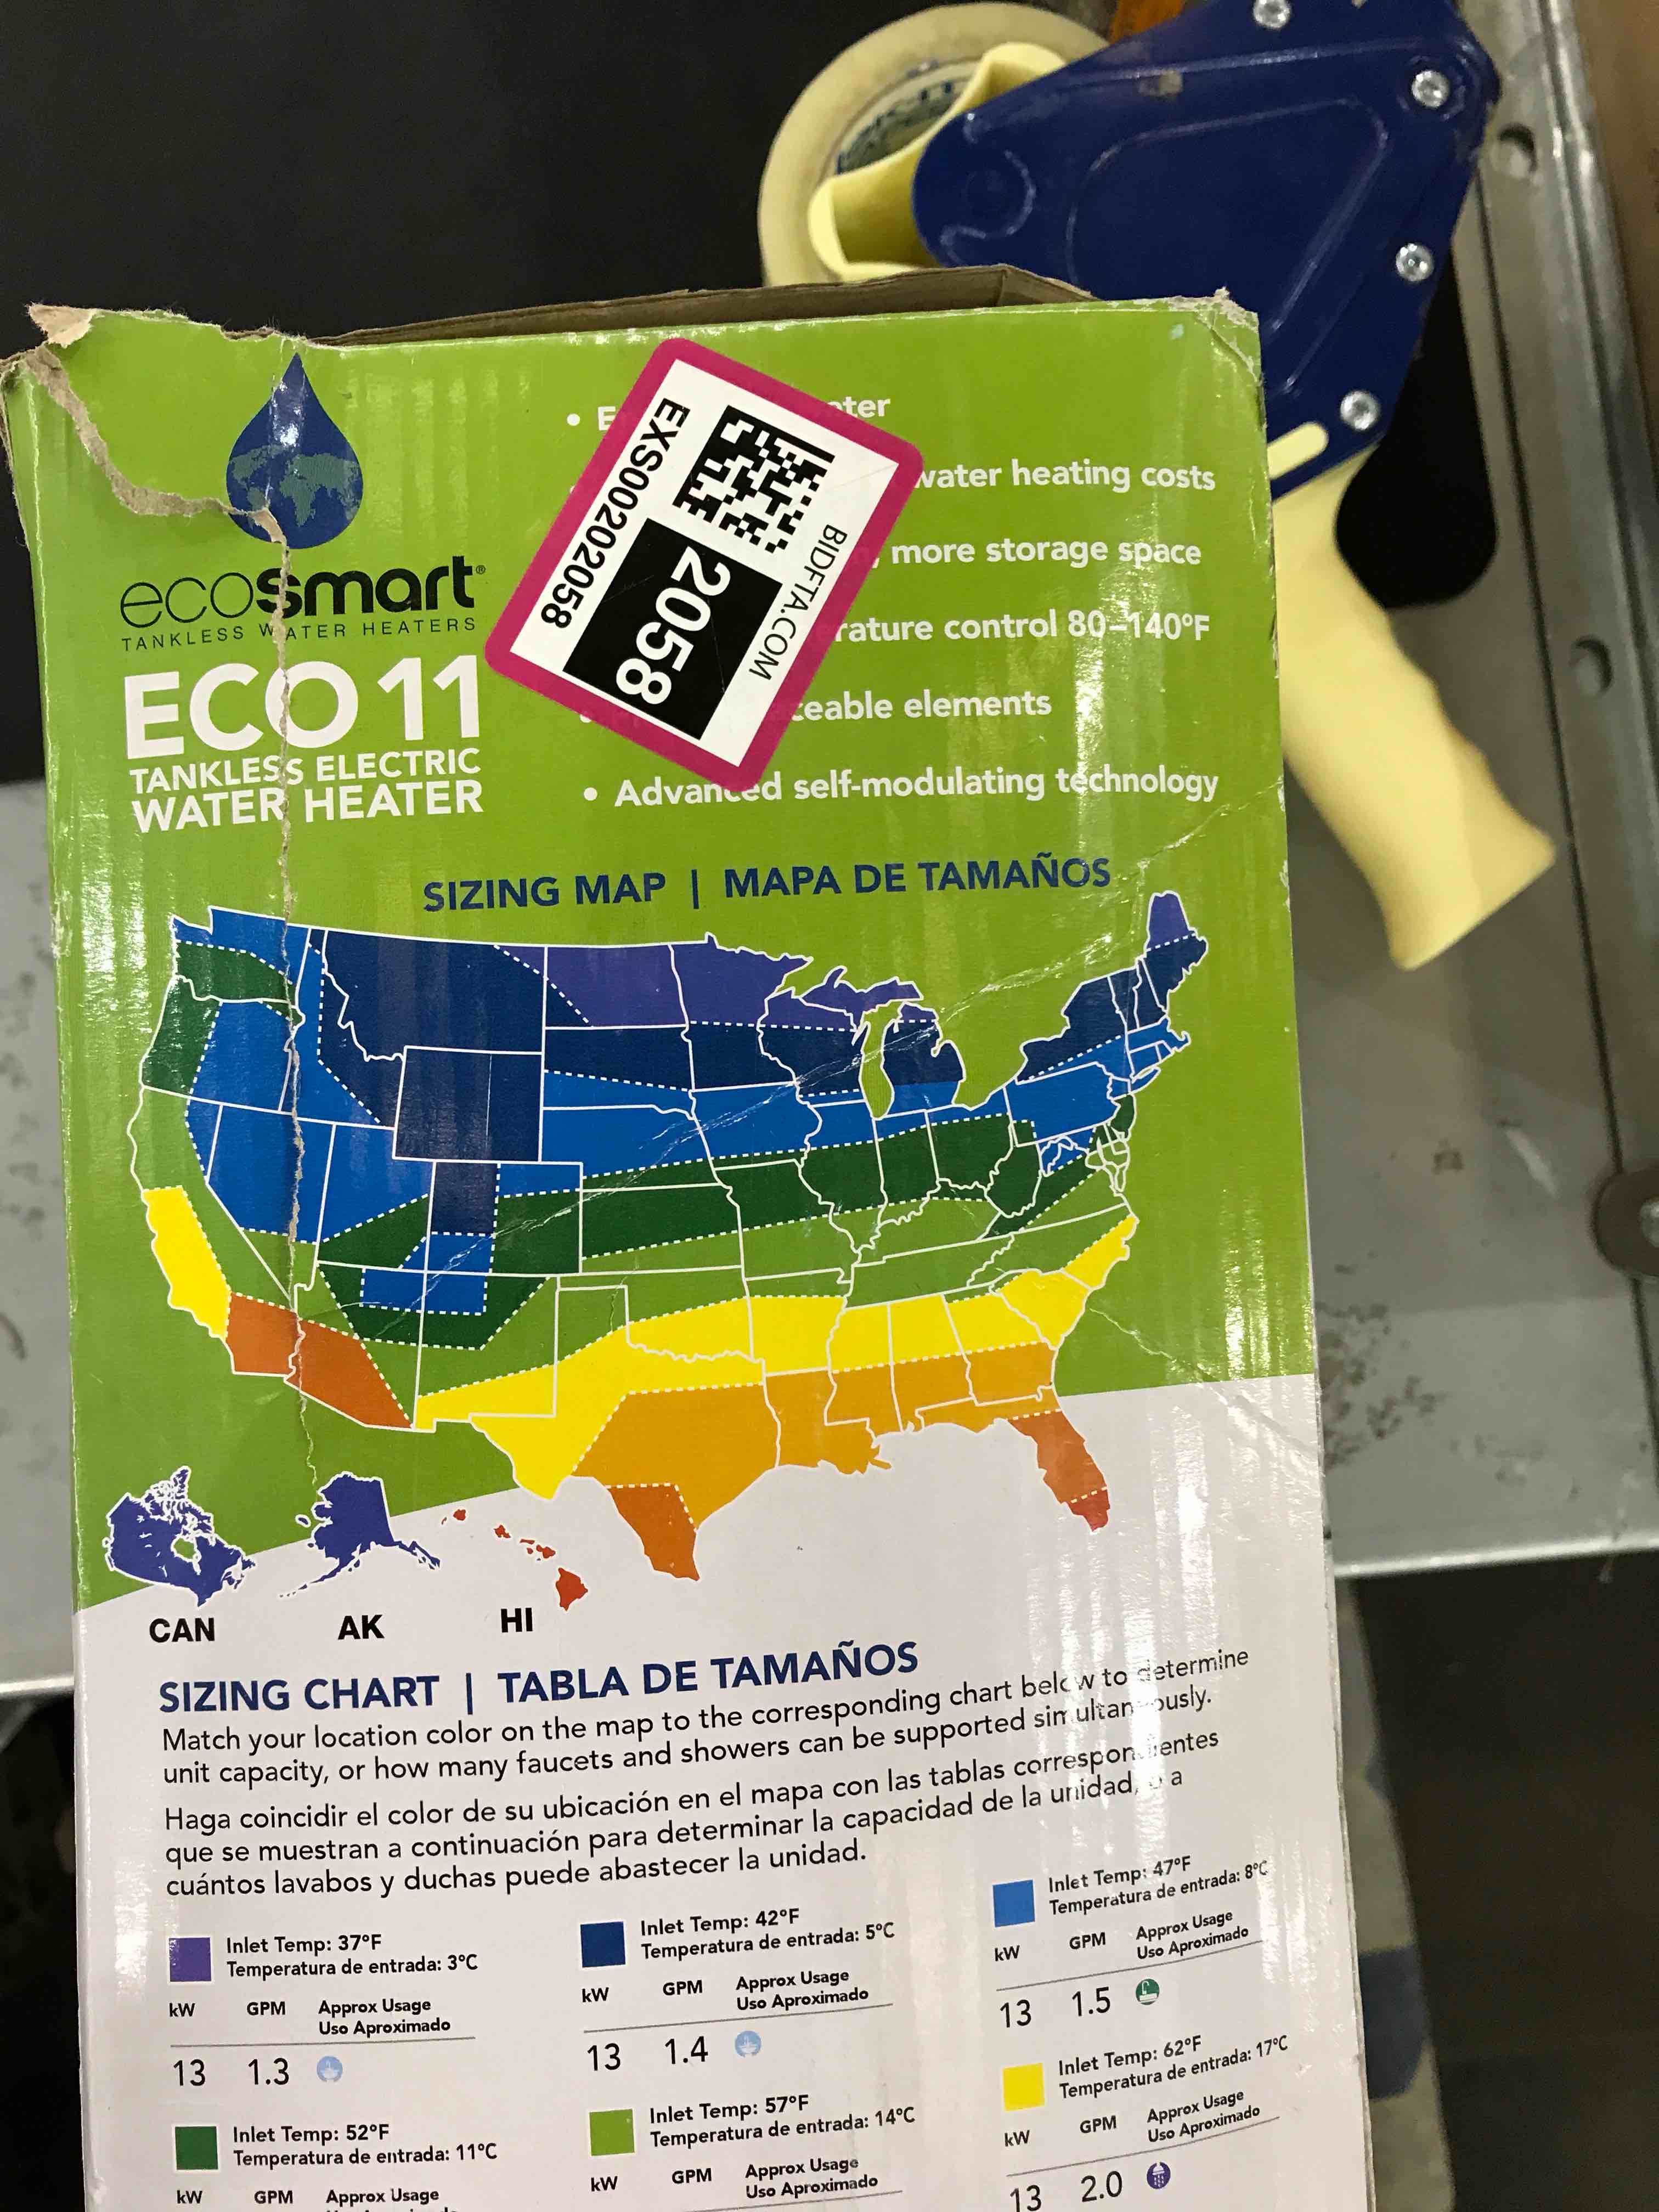 ecosmart®
TANKLESS WATER HEATERS
ECO 11
TANKLESS ELECTRIC
WATER HEATER
EXS00202058
2058
BIDFTA.COM
water heating costs
more storage space
control 80–140°F
elements
• Advanced self-modulating technology
SIZING MAP | MAPA DE TAMAÑOS
CAN
AK
HI
SIZING CHART | TABLA DE TAMAÑOS
Match your location color on the map to the corresponding chart below to determine
unit capacity, or how many faucets and showers can be supported simultaneously.
Haga coincidir el color de su ubicación en el mapa con las tablas correspondientes
que se muestran a continuación para determinar la capacidad de la unidad, o a
cuántos lavabos y duchas puede abastecer la unidad.
Inlet Temp: 37°F
Temperatura de entrada: 3°C
kW GPM Approx Usage
Uso Aproximado
13 1.3
Inlet Temp: 42°F
Temperatura de entrada: 5°C
kW GPM Approx Usage
Uso Aproximado
13 1.4
Inlet Temp: 47°F
Temperatura de entrada: 8°C
kW GPM Approx Usage
Uso Aproximado
13 1.5
Inlet Temp: 52°F
Temperatura de entrada: 11°C
kW GPM Approx Usage
Inlet Temp: 57°F
Temperatura de entrada: 14°C
kW GPM Approx Usage
Uso Aproximado
Inlet Temp: 62°F
Temperatura de entrada: 17°C
kW GPM Approx Usage
Uso Aproximado
13 2.0